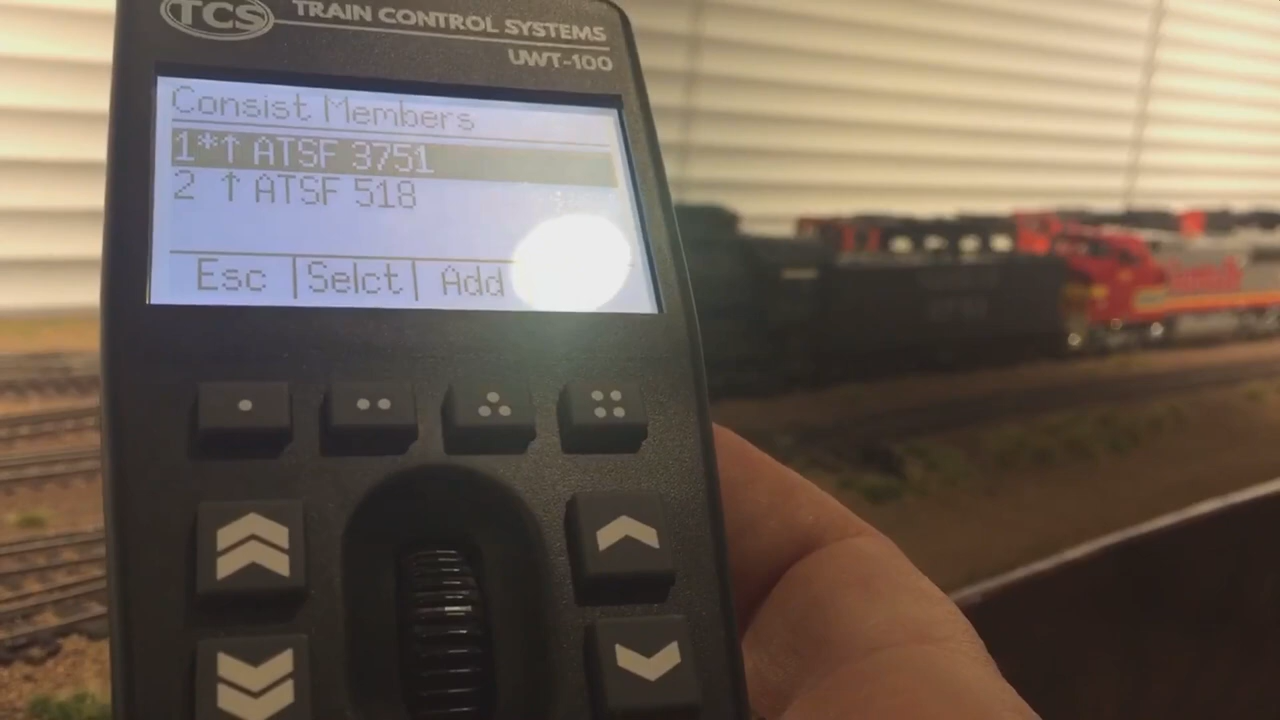 TCS TRAIN CONTROL SYSTEMS
UWT-100
Consist Members
1*↑ ATSF 3751
2 ↑ ATSF 518
Esc | Selct | Add